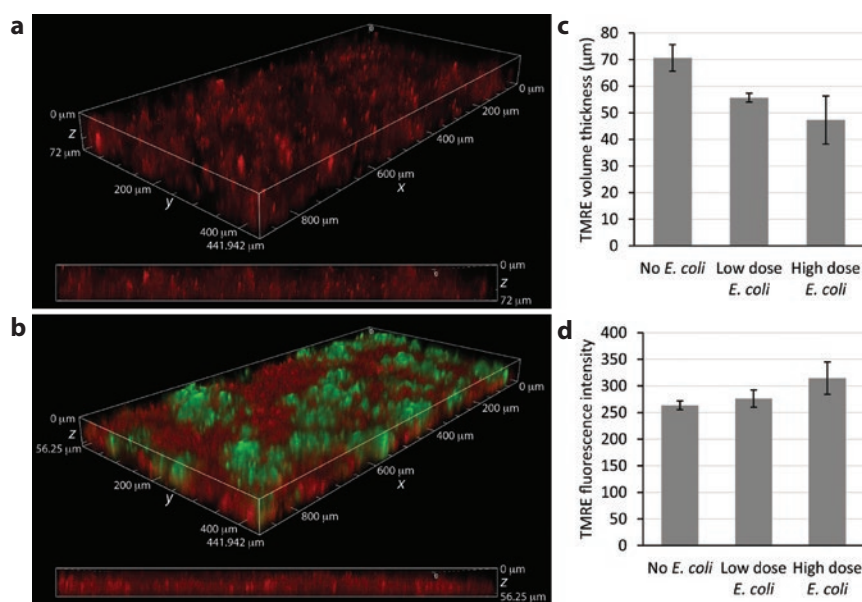 a
0 µm
z
72 µm
200 µm
y
400 µm
441.942 µm
800 µm
600 µm
x
400 µm
200 µm
0 µm
0 µm
z
72 µm
b
0 µm
z
56.25 µm
200 µm
y
400 µm
441.942 µm
800 µm
600 µm
x
400 µm
200 µm
0 µm
0 µm
z
56.25 µm
c
TMRE volume thickness (µm)
80
70
60
50
40
30
20
10
0
No E. coli
Low dose
E. coli
High dose
E. coli
d
TMRE fluorescence intensity
400
350
300
250
200
150
100
50
0
No E. coli
Low dose
E. coli
High dose
E. coli